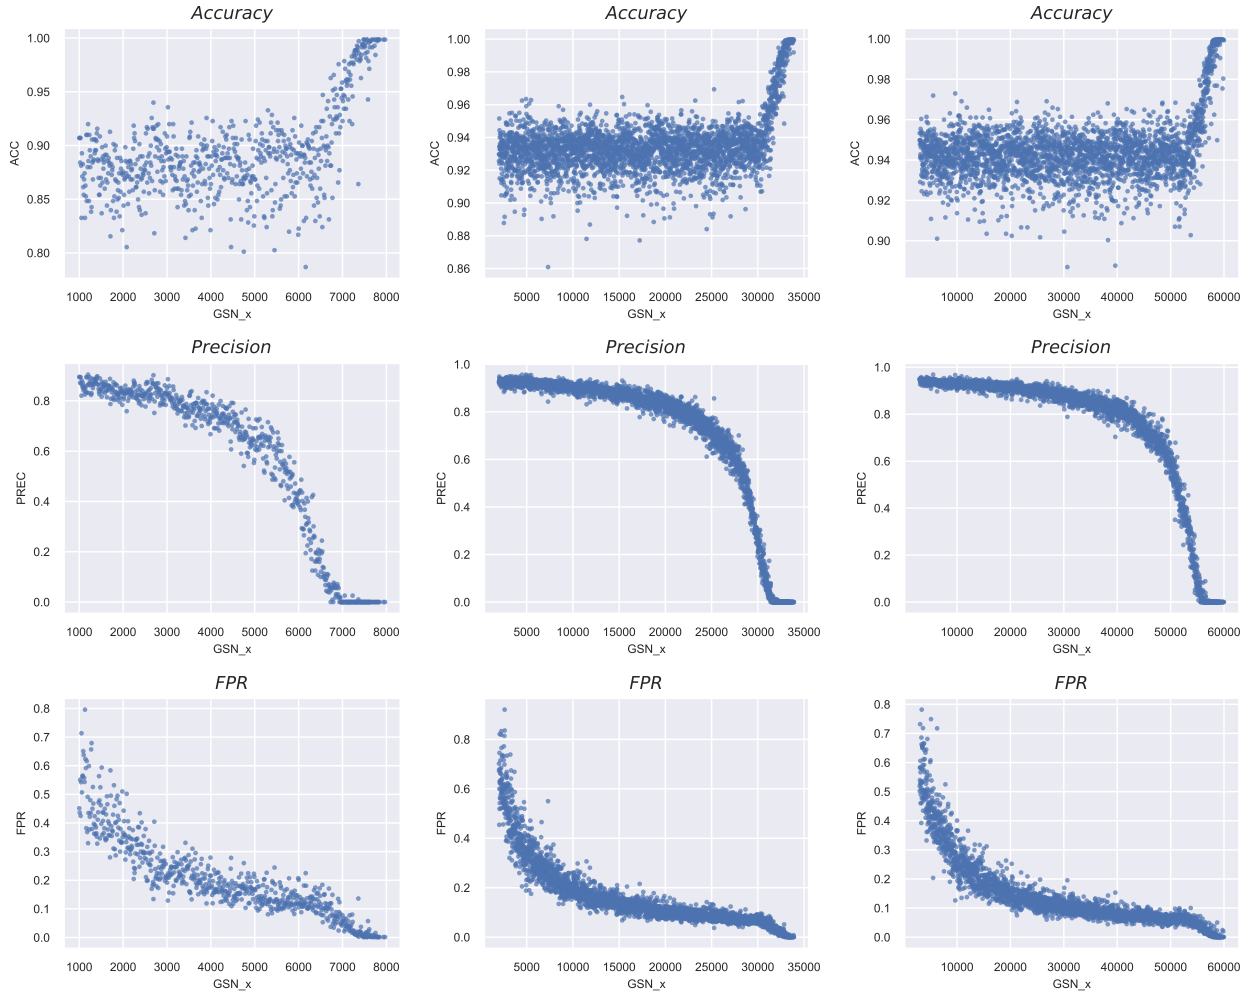 Accuracy
1.00
0.95
0.90
0.85
0.80
ACC
1000 2000 3000 4000 5000 6000 7000 8000
GSN_x
Accuracy
1.00
0.98
0.96
0.94
0.92
0.90
0.88
0.86
ACC
5000 10000 15000 20000 25000 30000 35000
GSN_x
Accuracy
1.00
0.98
0.96
0.94
0.92
0.90
ACC
10000 20000 30000 40000 50000 60000
GSN_x
Precision
0.8
0.6
0.4
0.2
0.0
PREC
1000 2000 3000 4000 5000 6000 7000 8000
GSN_x
Precision
1.0
0.8
0.6
0.4
0.2
0.0
PREC
5000 10000 15000 20000 25000 30000 35000
GSN_x
Precision
1.0
0.8
0.6
0.4
0.2
0.0
PREC
10000 20000 30000 40000 50000 60000
GSN_x
FPR
0.8
0.7
0.6
0.5
0.4
0.3
0.2
0.1
0.0
FPR
1000 2000 3000 4000 5000 6000 7000 8000
GSN_x
FPR
0.8
0.6
0.4
0.2
0.0
FPR
5000 10000 15000 20000 25000 30000 35000
GSN_x
FPR
0.8
0.7
0.6
0.5
0.4
0.3
0.2
0.1
0.0
FPR
10000 20000 30000 40000 50000 60000
GSN_x